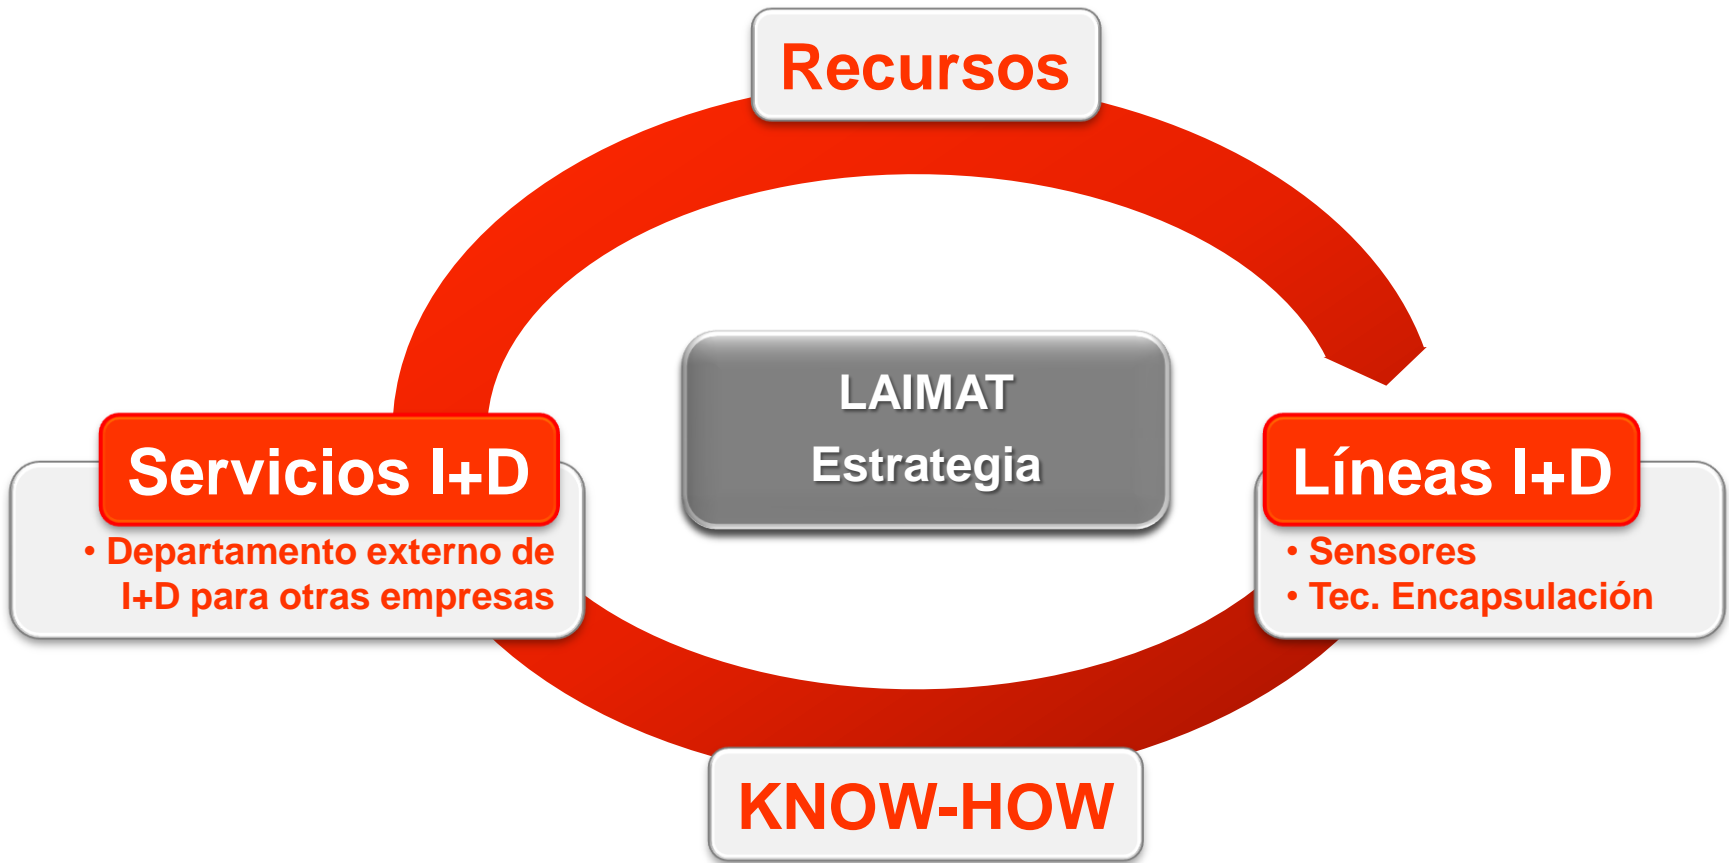 Recursos
LAIMAT
Estrategia
Servicios I+D
• Departamento externo de
I+D para otras empresas
Líneas I+D
• Sensores
• Tec. Encapsulación
KNOW-HOW